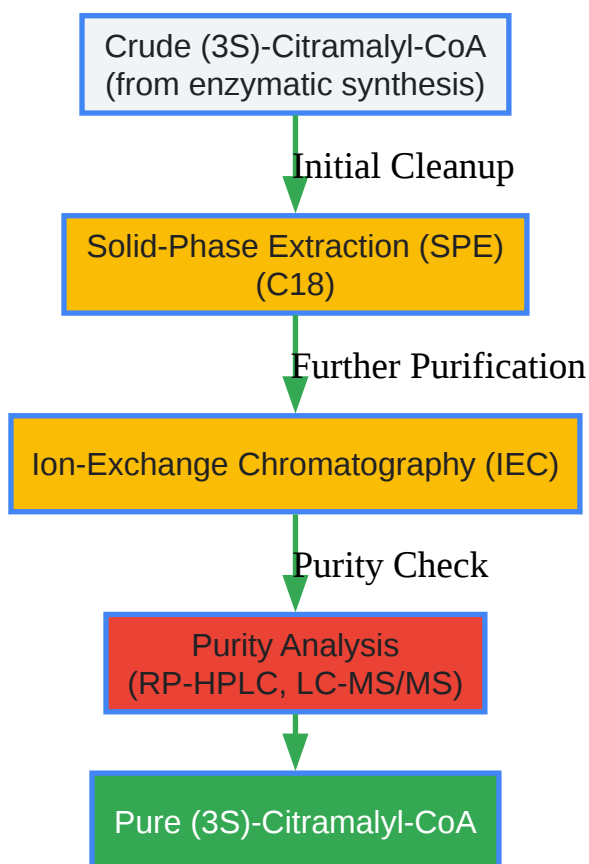 Crude (3S)-Citramalyl-CoA
(from enzymatic synthesis)
Initial Cleanup
Solid-Phase Extraction (SPE)
(C18)
Further Purification
Ion-Exchange Chromatography (IEC)
Purity Check
Purity Analysis
(RP-HPLC, LC-MS/MS)
Pure (3S)-Citramalyl-CoA